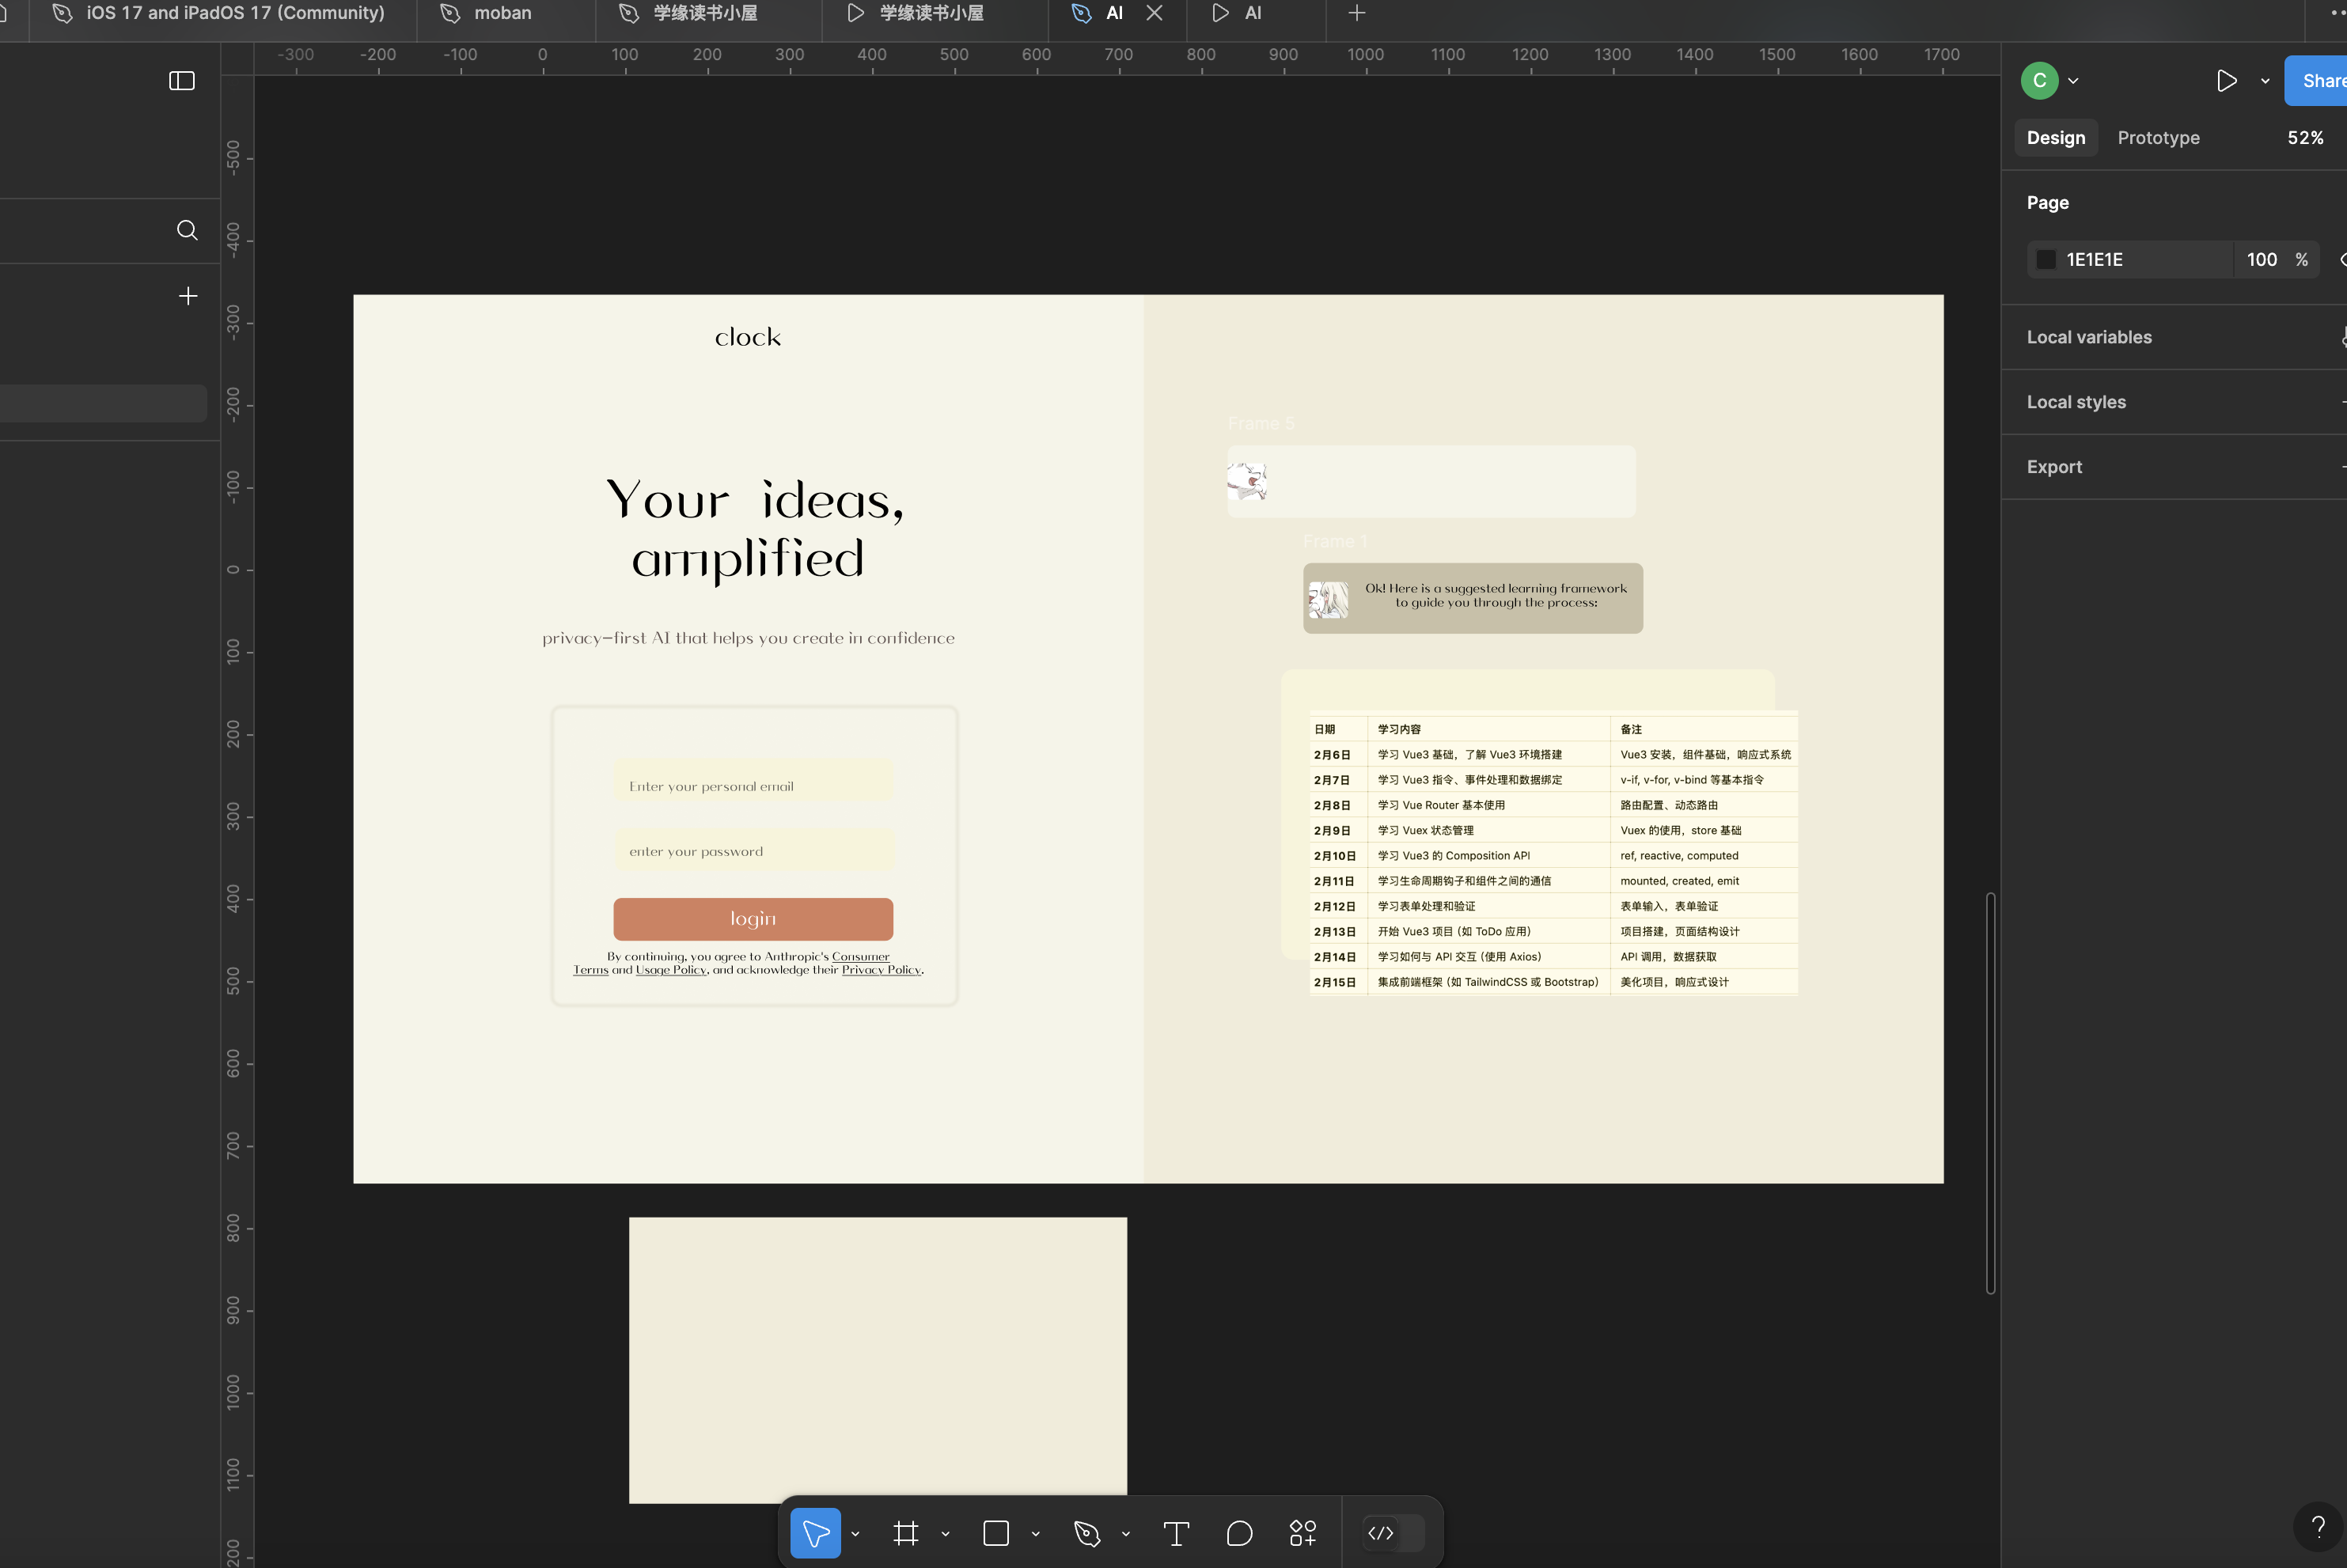 iOS 17 and iPadOS 17 (Community)
moban
学缘读书小屋
学缘读书小屋
AI
AI
-300 -200 -100 0 100 200 300 400 500 600 700 800 900 1000 1100 1200 1300 1400 1500 1600 1700
C
Share
Design
Prototype
52%
Page
1E1E1E
100 %
Local variables
Local styles
Export
-500
-400
-300
-200
-100
0
100
200
300
400
500
600
700
800
900
1000
1100
200
clock
Your ideas,
amplified
privacy-first AI that helps you create in confidence
Enter your personal email
enter your password
login
By continuing, you agree to Anthropic's Consumer
Terms and Usage Policy, and acknowledge their Privacy Policy.
Frame 5
Frame 1
Ok! Here is a suggested learning framework
to guide you through the process:
日期 学习内容 备注
2月6日 学习 Vue3 基础，了解 Vue3 环境搭建 Vue3 安装，组件基础，响应式系统
2月7日 学习 Vue3 指令、事件处理和数据绑定 v-if, v-for, v-bind 等基本指令
2月8日 学习 Vue Router 基本使用 路由配置、动态路由
2月9日 学习 Vuex 状态管理 Vuex 的使用，store 基础
2月10日 学习 Vue3 的 Composition API ref, reactive, computed
2月11日 学习生命周期钩子和组件之间的通信 mounted, created, emit
2月12日 学习表单处理和验证 表单输入，表单验证
2月13日 开始 Vue3 项目 (如 ToDo 应用) 项目搭建，页面结构设计
2月14日 学习如何与 API 交互 (使用 Axios) API 调用，数据获取
2月15日 集成前端框架 (如 TailwindCSS 或 Bootstrap) 美化项目，响应式设计
?